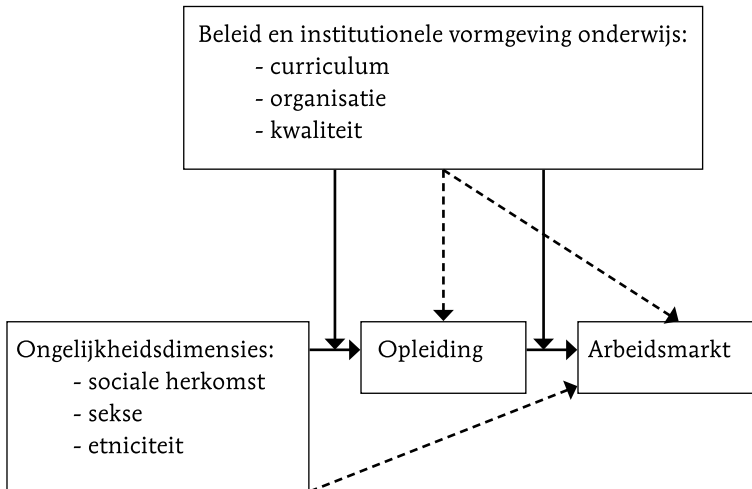 Beleid en institutionele vormgeving onderwijs:
- curriculum
- organisatie
- kwaliteit
Ongelijkheidsdimensies:
- sociale herkomst
- sekse
- etniciteit
Opleiding
Arbeidsmarkt